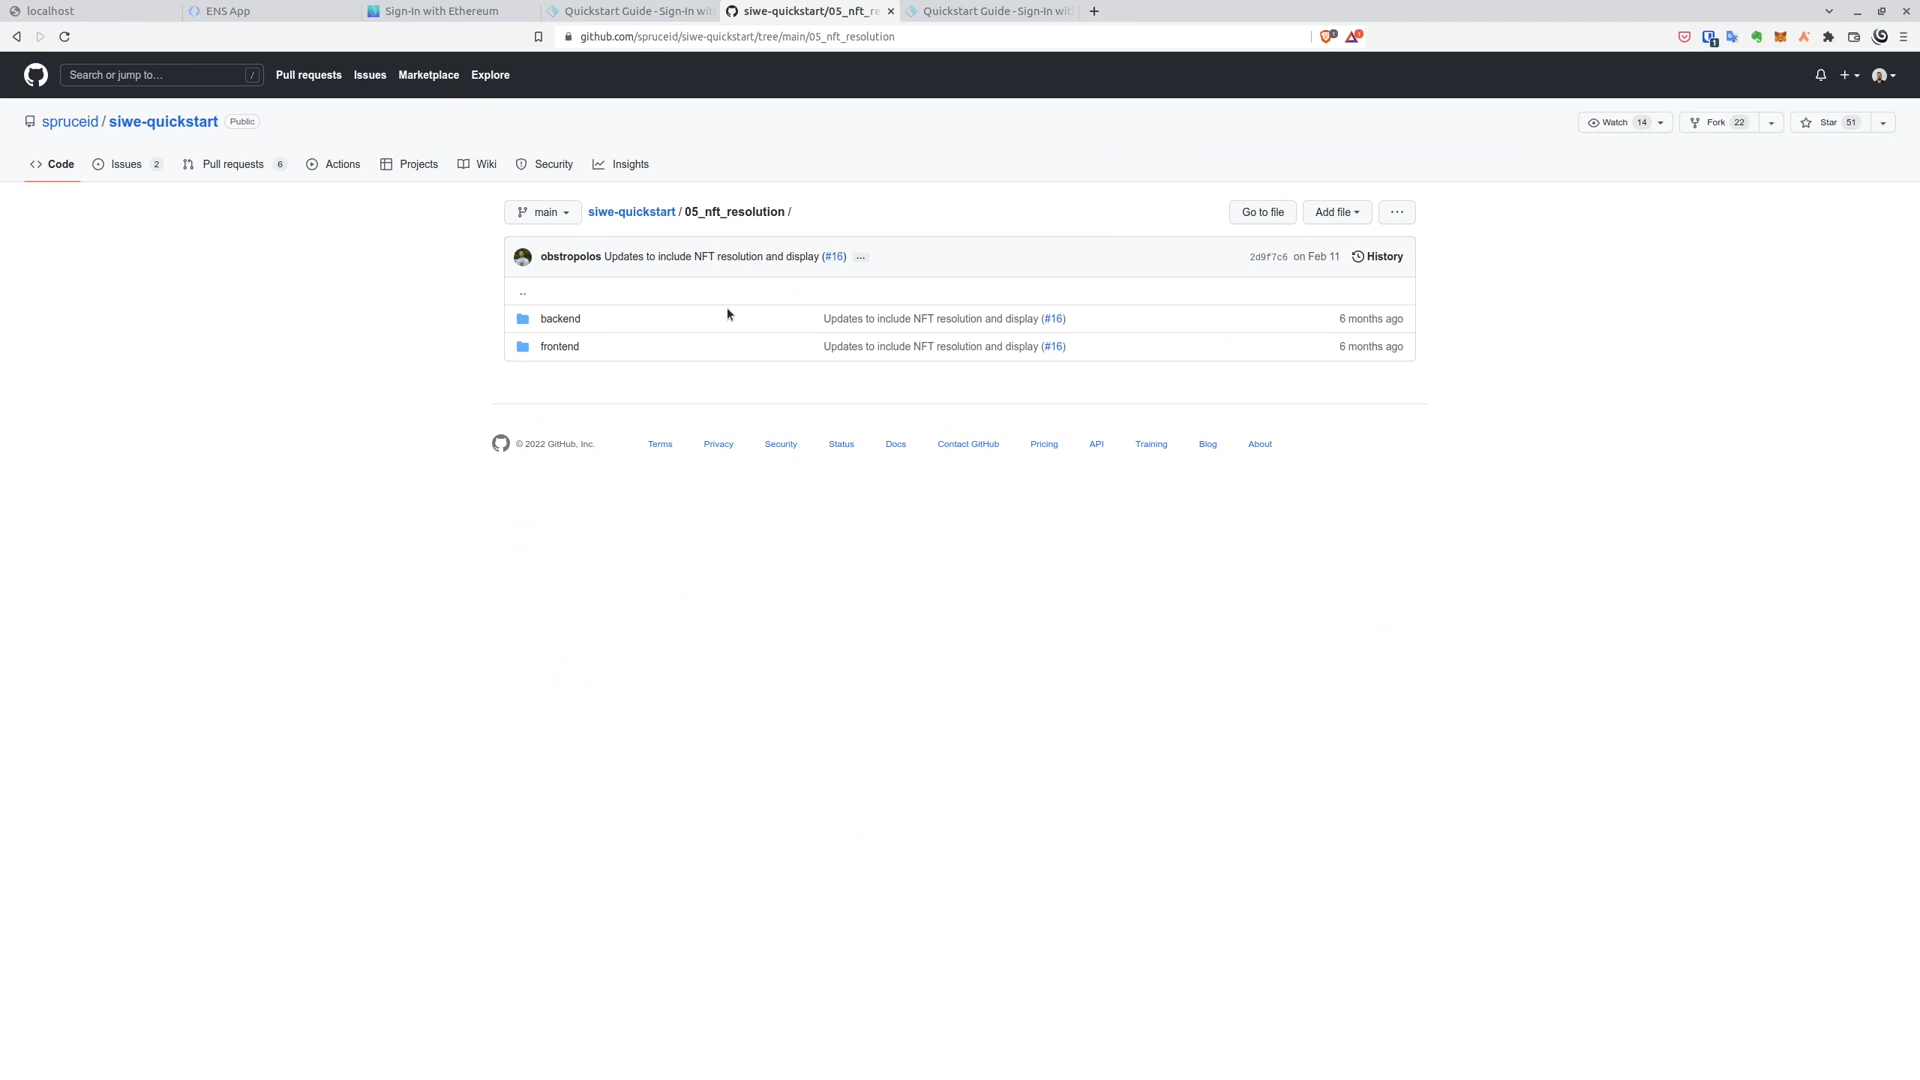 localhost ENS App Sign-In with Ethereum Quickstart Guide - Sign-In wit siwe-quickstart/05_nft_re Quickstart Guide - Sign-In wit
github.com/spruceid/siwe-quickstart/tree/main/05_nft_resolution 1 1 1
Search or jump to... / Pull requests Issues Marketplace Explore
spruceid / siwe-quickstart Public Watch 14 Fork 22 Star 51
Code Issues 2 Pull requests 6 Actions Projects Wiki Security Insights
main siwe-quickstart / 05_nft_resolution / Go to file Add file ...
obstropolos Updates to include NFT resolution and display (#16) ... 2d9f7c6 on Feb 11 History
..
backend Updates to include NFT resolution and display (#16) 6 months ago
frontend Updates to include NFT resolution and display (#16) 6 months ago
© 2022 GitHub, Inc. Terms Privacy Security Status Docs Contact GitHub Pricing API Training Blog About